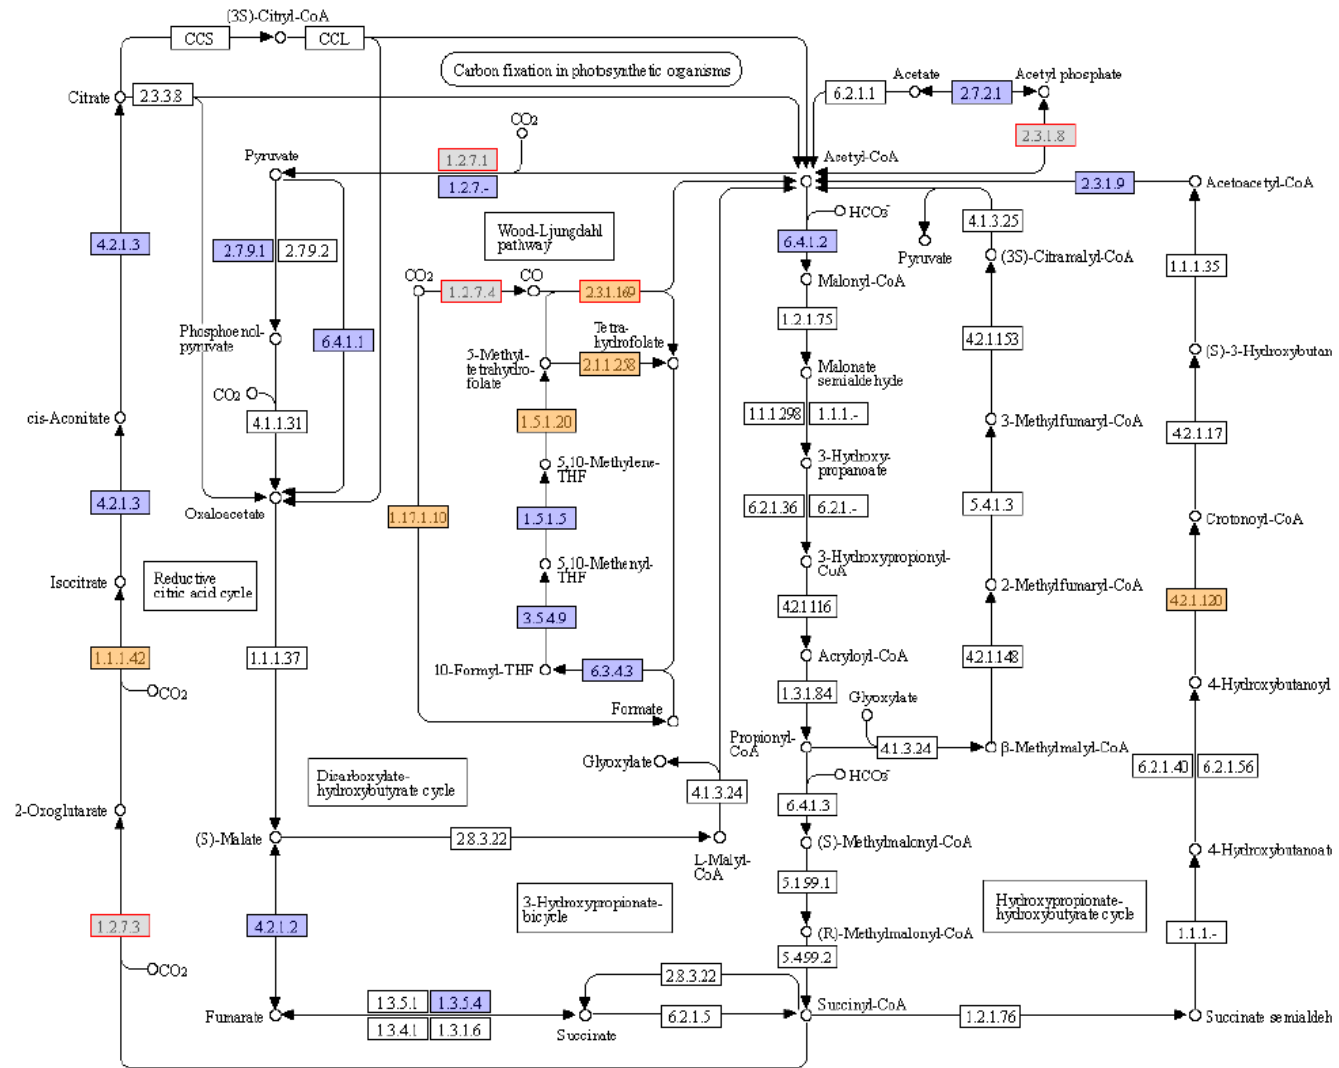 (3S)-Citryl-CoA
CCS
CCL
Carbon fixation in photosynthetic organisms
Acetate
Acetyl phosphate
Citrate
2.3.3.8
6.2.1.1
2.7.2.1
CO2
2.3.1.8
Pyruvate
1.2.7.1
Acetyl-CoA
1.2.7.-
2.3.1.9
Acetoacetyl-CoA
HCO3-
4.1.3.25
4.2.1.3
2.7.9.1
2.7.9.2
Wood-Ljungdahl
pathway
6.4.1.2
Pyruvate
(3S)-Citramalyl-CoA
1.1.1.35
CO2
CO
Malonyl-CoA
1.2.7.4
2.3.1.169
1.2.1.75
Phosphoenol-
pyruvate
6.4.1.1
Tetra-
hydrofolate
4.2.1.153
5-Methyl-
tetrahydro-
folate
2.1.1.258
Malonate
semialdehyde
(S)-3-Hydroxybutan
CO2
cis-Aconitate
4.1.1.31
1.5.1.20
1.1.1.298
1.1.1.-
3-Methylfumaryl-CoA
4.2.1.17
5,10-Methylene-
THF
3-Hydroxy-
propanoate
4.2.1.3
Oxaloacetate
1.17.1.10
1.5.1.5
6.2.1.36
6.2.1.-
5.4.1.3
Crotonoyl-CoA
5,10-Methenyl-
THF
3-Hydroxypropionyl-
CoA
Isocitrate
Reductive
citric acid cycle
2-Methylfumaryl-CoA
3.5.4.9
4.2.1.116
4.2.1.120
1.1.1.42
1.1.1.37
10-Formyl-THF
6.3.4.3
Acryloyl-CoA
4.2.1.148
CO2
1.3.1.84
4-Hydroxybutanoyl
Formate
Glyoxylate
Propionyl-
CoA
4.1.3.24
β-Methylmalyl-CoA
Glyoxylate
HCO3-
6.2.1.40
6.2.1.56
Dicarboxylate-
hydroxybutyrate cycle
4.1.3.24
6.4.1.3
2-Oxoglutarate
(S)-Malate
2.8.3.22
L-Malyl-
CoA
(S)-Methylmalonyl-CoA
4-Hydroxybutanoate
5.1.99.1
1.2.7.3
4.2.1.2
3-Hydroxypropionate-
bicycle
Hydroxypropionate-
hydroxybutyrate cycle
(R)-Methylmalonyl-CoA
1.1.1.-
5.4.99.2
CO2
2.8.3.22
1.3.5.1
1.3.5.4
Fumarate
Succinate
6.2.1.5
Succinyl-CoA
1.2.1.76
Succinate semialdeh
1.3.4.1
1.3.1.6